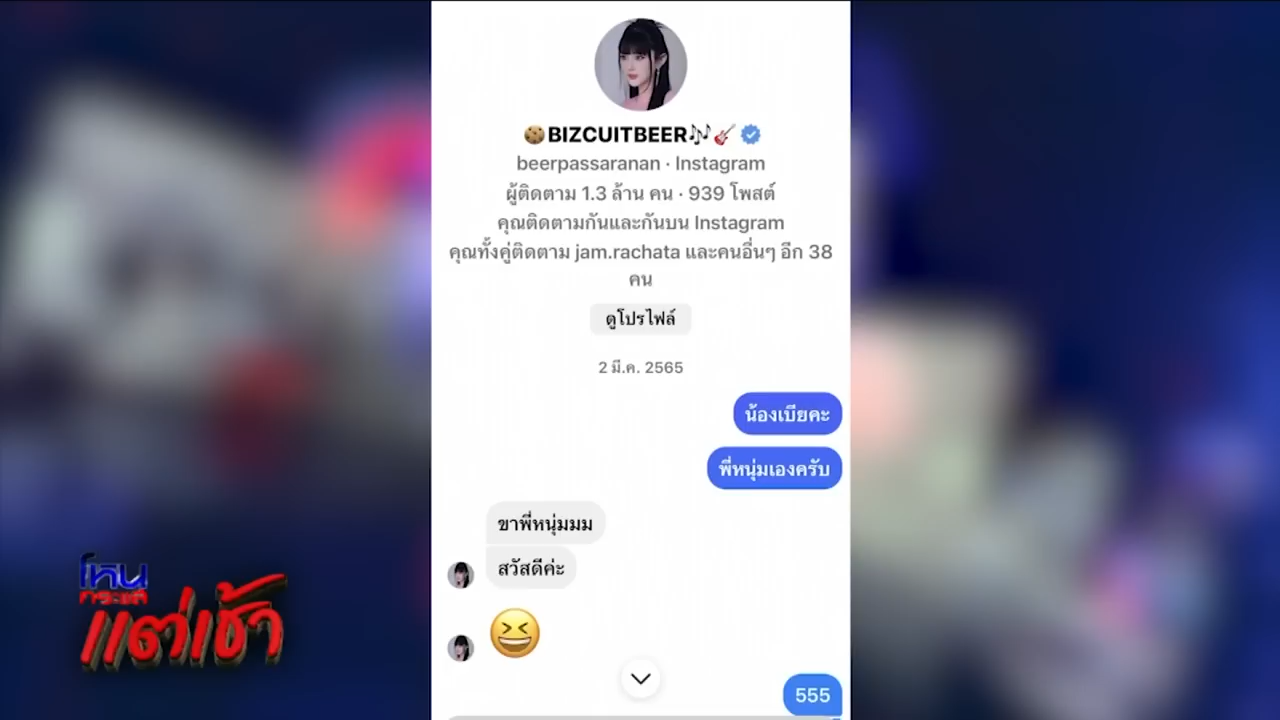 🍪BIZCUITBEER🎶🎸
beerpassaranan · Instagram
ผู้ติดตาม 1.3 ล้าน คน · 939 โพสต์
คุณติดตามกันและกันบน Instagram
คุณทั้งคู่ติดตาม jam.rachata และคนอื่นๆ อีก 38
คน
ดูโปรไฟล์
2 มี.ค. 2565
น้องเบียคะ
พี่หนุ่มเองครับ
ขาพี่หนุ่มมม
สวัสดีค่ะ
😆
555
โหน
กระแส
แต่เช้า